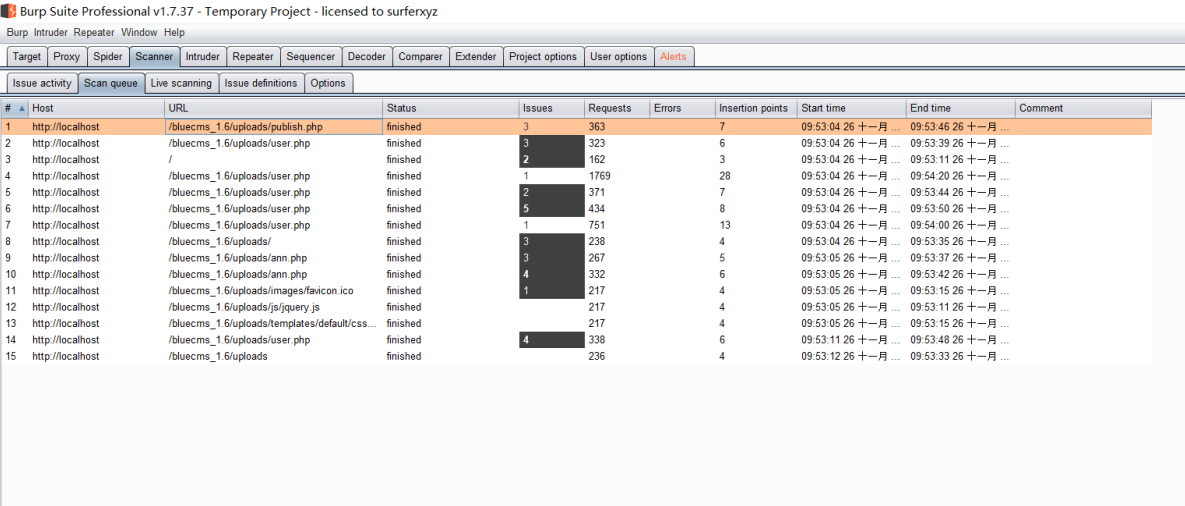 Burp Suite Professional v1.7.37 - Temporary Project - licensed to surferxyz
Burp Intruder Repeater Window Help
Target Proxy Spider Scanner Intruder Repeater Sequencer Decoder Comparer Extender Project options User options Alerts
Issue activity Scan queue Live scanning Issue definitions Options
# Host URL Status Issues Requests Errors Insertion points Start time End time Comment
1 http://localhost /bluecms_1.6/uploads/publish.php finished 3 363 7 09:53:04 26 十一月 ... 09:53:46 26 十一月 ...
2 http://localhost /bluecms_1.6/uploads/user.php finished 3 323 6 09:53:04 26 十一月 ... 09:53:39 26 十一月 ...
3 http://localhost / finished 2 162 3 09:53:04 26 十一月 ... 09:53:11 26 十一月 ...
4 http://localhost /bluecms_1.6/uploads/user.php finished 1 1769 28 09:53:04 26 十一月 ... 09:54:20 26 十一月 ...
5 http://localhost /bluecms_1.6/uploads/user.php finished 2 371 7 09:53:04 26 十一月 ... 09:53:44 26 十一月 ...
6 http://localhost /bluecms_1.6/uploads/user.php finished 5 434 8 09:53:04 26 十一月 ... 09:53:50 26 十一月 ...
7 http://localhost /bluecms_1.6/uploads/user.php finished 1 751 13 09:53:04 26 十一月 ... 09:54:00 26 十一月 ...
8 http://localhost /bluecms_1.6/uploads/ finished 3 238 4 09:53:04 26 十一月 ... 09:53:35 26 十一月 ...
9 http://localhost /bluecms_1.6/uploads/ann.php finished 3 267 5 09:53:05 26 十一月 ... 09:53:37 26 十一月 ...
10 http://localhost /bluecms_1.6/uploads/ann.php finished 4 332 6 09:53:05 26 十一月 ... 09:53:42 26 十一月 ...
11 http://localhost /bluecms_1.6/uploads/images/favicon.ico finished 1 217 4 09:53:05 26 十一月 ... 09:53:15 26 十一月 ...
12 http://localhost /bluecms_1.6/uploads/js/jquery.js finished 217 4 09:53:05 26 十一月 ... 09:53:11 26 十一月 ...
13 http://localhost /bluecms_1.6/uploads/templates/default/css... finished 217 4 09:53:05 26 十一月 ... 09:53:15 26 十一月 ...
14 http://localhost /bluecms_1.6/uploads/user.php finished 4 338 6 09:53:11 26 十一月 ... 09:53:48 26 十一月 ...
15 http://localhost /bluecms_1.6/uploads finished 236 4 09:53:12 26 十一月 ... 09:53:33 26 十一月 ...